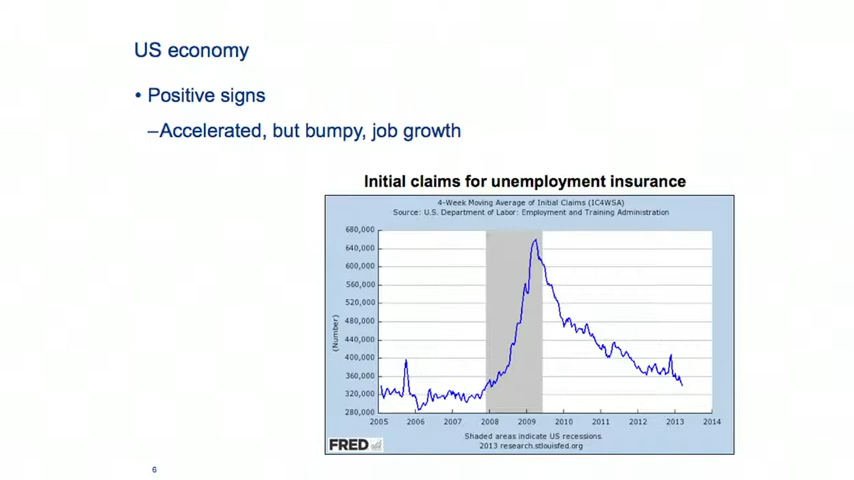 US economy
• Positive signs
–Accelerated, but bumpy, job growth
Initial claims for unemployment insurance
4-Week Moving Average of Initial Claims (IC4WSA)
Source: U.S. Department of Labor: Employment and Training Administration
680,000
640,000
600,000
560,000
520,000
480,000
440,000
400,000
360,000
320,000
280,000
(Number)
2005 2006 2007 2008 2009 2010 2011 2012 2013 2014
Shaded areas indicate US recessions.
2013 research.stlouisfed.org
FRED
6